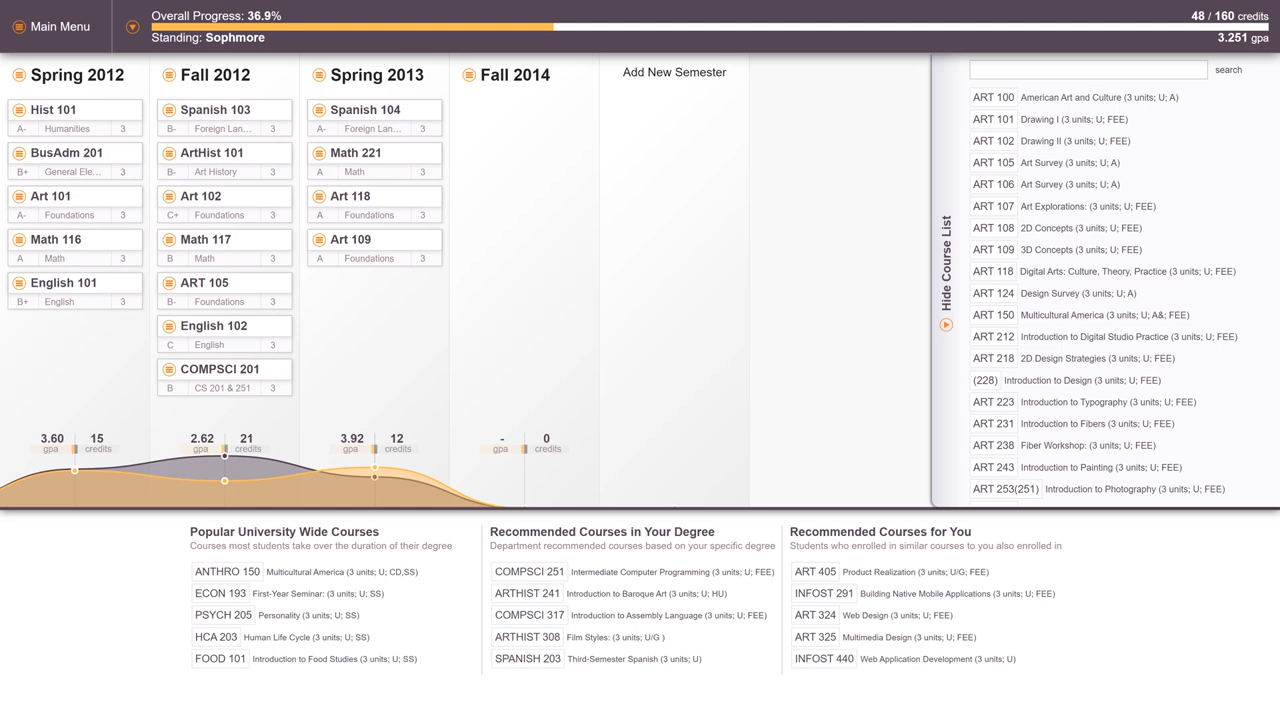 Main Menu
Overall Progress: 36.9%
48 / 160 credits
Standing: Sophmore
3.251 gpa
Spring 2012
Hist 101
A- Humanities 3
BusAdm 201
B+ General Ele... 3
Art 101
A- Foundations 3
Math 116
A Math 3
English 101
B+ English 3
3.60 15
gpa credits
Fall 2012
Spanish 103
B- Foreign Lan... 3
ArtHist 101
B- Art History 3
Art 102
C+ Foundations 3
Math 117
B Math 3
ART 105
B- Foundations 3
English 102
C English 3
COMPSCI 201
B CS 201 & 251 3
2.62 21
gpa credits
Spring 2013
Spanish 104
A- Foreign Lan... 3
Math 221
A Math 3
Art 118
A Foundations 3
Art 109
A Foundations 3
3.92 12
gpa credits
Fall 2014
- 0
gpa credits
Add New Semester
Hide Course List
search
ART 100 American Art and Culture (3 units; U; A)
ART 101 Drawing I (3 units; U; FEE)
ART 102 Drawing II (3 units; U; FEE)
ART 105 Art Survey (3 units; U; A)
ART 106 Art Survey (3 units; U; A)
ART 107 Art Explorations: (3 units; U; FEE)
ART 108 2D Concepts (3 units; U; FEE)
ART 109 3D Concepts (3 units; U; FEE)
ART 118 Digital Arts: Culture, Theory, Practice (3 units; U; FEE)
ART 124 Design Survey (3 units; U; A)
ART 150 Multicultural America (3 units; U; A&; FEE)
ART 212 Introduction to Digital Studio Practice (3 units; U; FEE)
ART 218 2D Design Strategies (3 units; U; FEE)
(228) Introduction to Design (3 units; U; FEE)
ART 223 Introduction to Typography (3 units; U; FEE)
ART 231 Introduction to Fibers (3 units; U; FEE)
ART 238 Fiber Workshop: (3 units; U; FEE)
ART 243 Introduction to Painting (3 units; U; FEE)
ART 253(251) Introduction to Photography (3 units; U; FEE)
Popular University Wide Courses
Courses most students take over the duration of their degree
ANTHRO 150 Multicultural America (3 units; U; CD,SS)
ECON 193 First-Year Seminar: (3 units; U; SS)
PSYCH 205 Personality (3 units; U; SS)
HCA 203 Human Life Cycle (3 units; U; SS)
FOOD 101 Introduction to Food Studies (3 units; U; SS)
Recommended Courses in Your Degree
Department recommended courses based on your specific degree
COMPSCI 251 Intermediate Computer Programming (3 units; U; FEE)
ARTHIST 241 Introduction to Baroque Art (3 units; U; HU)
COMPSCI 317 Introduction to Assembly Language (3 units; U; FEE)
ARTHIST 308 Film Styles: (3 units; U/G )
SPANISH 203 Third-Semester Spanish (3 units; U)
Recommended Courses for You
Students who enrolled in similar courses to you also enrolled in
ART 405 Product Realization (3 units; U/G; FEE)
INFOST 291 Building Native Mobile Applications (3 units; U; FEE)
ART 324 Web Design (3 units; U; FEE)
ART 325 Multimedia Design (3 units; U; FEE)
INFOST 440 Web Application Development (3 units; U)